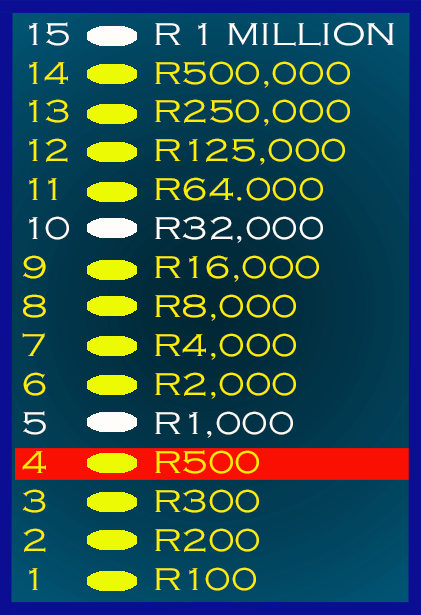 15 R 1 MILLION
14 R500,000
13 R250,000
12 R125,000
11 R64.000
10 R32,000
9 R16,000
8 R8,000
7 R4,000
6 R2,000
5 R1,000
4 R500
3 R300
2 R200
1 R100